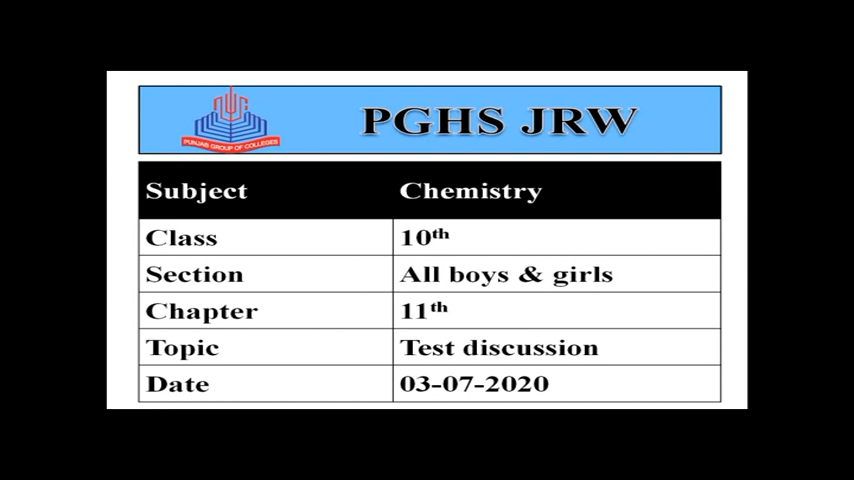 PUNJAB GROUP OF COLLEGES
PGHS JRW
Subject Chemistry
Class 10th
Section All boys & girls
Chapter 11th
Topic Test discussion
Date 03-07-2020